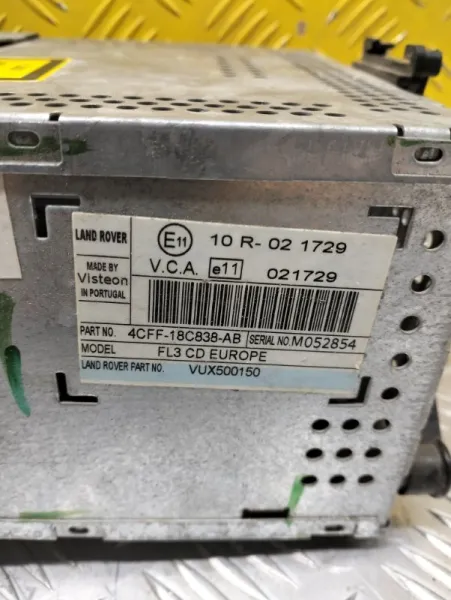 LAND ROVER E11 10 R- 02 1729
MADE BY
Visteon
IN PORTUGAL
V.C.A. e11 021729
PART NO. 4CFF-18C838-AB SERIAL NO. M052854
MODEL FL3 CD EUROPE
LAND ROVER PART NO. VUX500150